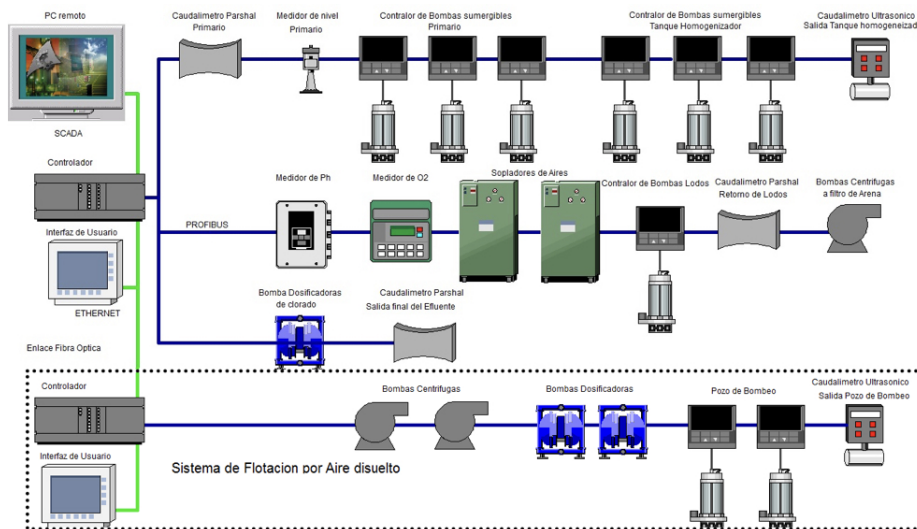 PC remoto
Caudalimetro Parshal
Primario
Medidor de nivel
Primario
Contralor de Bombas sumergibles
Primario
Contralor de Bombas sumergibles
Tanque Homogenizador
Caudalimetro Ultrasonico
Salida Tanque homogeneizad
SCADA
Controlador
PROFIBUS
Medidor de Ph
Medidor de O2
Sopladores de Aires
Contralor de Bombas Lodos
Caudalimetro Parshal
Retorno de Lodos
Bombas Centrifugas
a filtro de Arena
Interfaz de Usuario
ETHERNET
Bomba Dosificadoras
de clorado
Caudalimetro Parshal
Salida final del Efluente
Enlace Fibra Optica
Controlador
Bombas Centrifugas
Bombas Dosificadoras
Pozo de Bombeo
Caudalimetro Ultrasonico
Salida Pozo de Bombeo
Interfaz de Usuario
Sistema de Flotacion por Aire disuelto